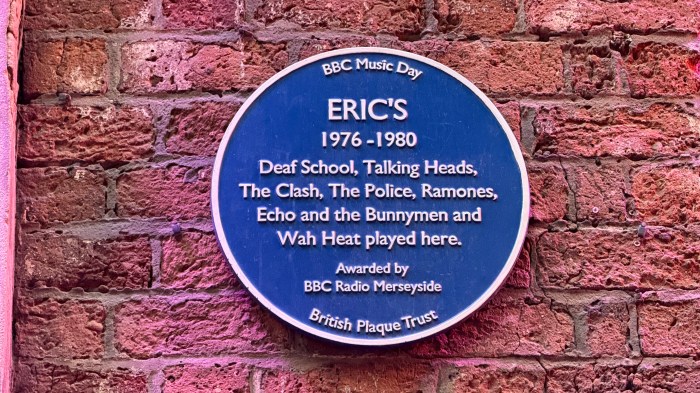 BBC Music Day
ERIC'S
1976 -1980
Deaf School, Talking Heads,
The Clash, The Police, Ramones,
Echo and the Bunnymen and
Wah Heat played here.
Awarded by
BBC Radio Merseyside
British Plaque Trust